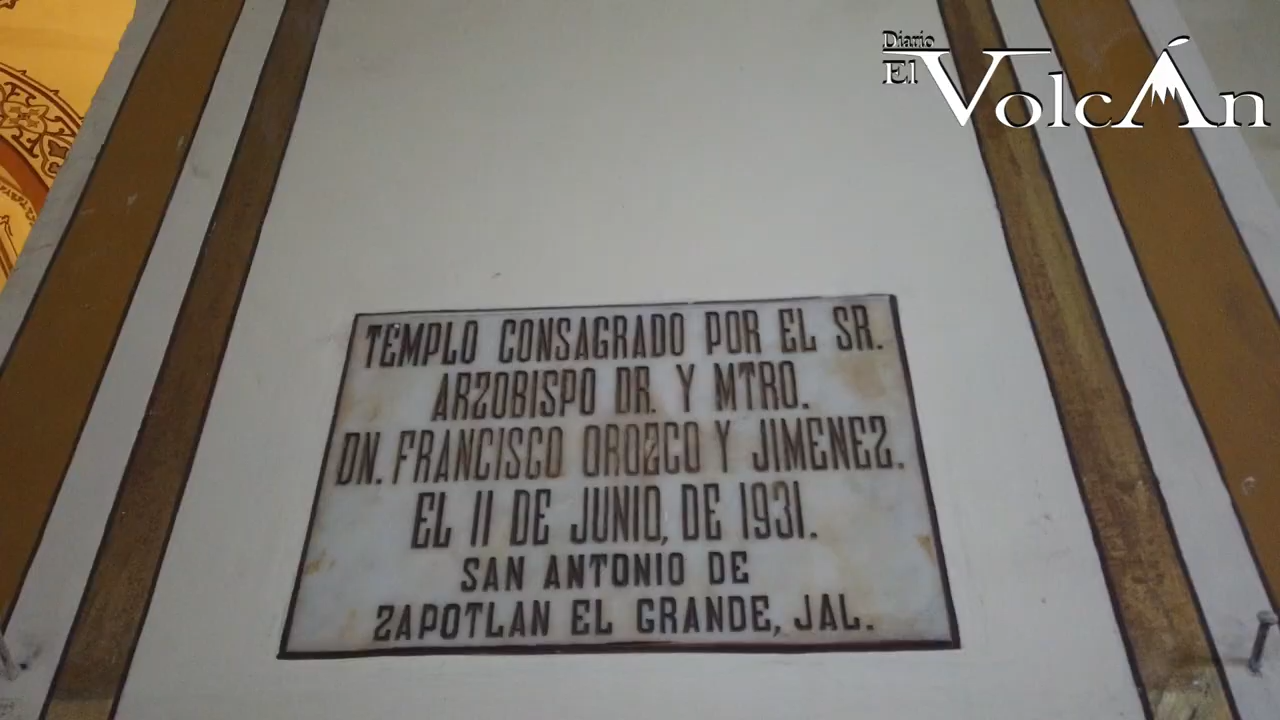 Diario
El Volcán
TEMPLO CONSAGRADO POR EL SR.
ARZOBISPO DR. Y MTRO.
DN. FRANCISCO OROZCO Y JIMENEZ.
EL 11 DE JUNIO, DE 1931.
SAN ANTONIO DE
ZAPOTLAN EL GRANDE, JAL.